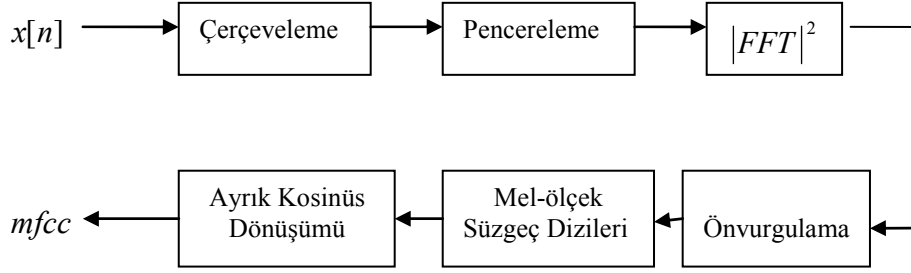 x[n]
Çerçeveleme
Pencereleme
|FFT|²
mfcc
Ayrık Kosinüs
Dönüşümü
Mel-ölçek
Süzgeç Dizileri
Önvurgulama